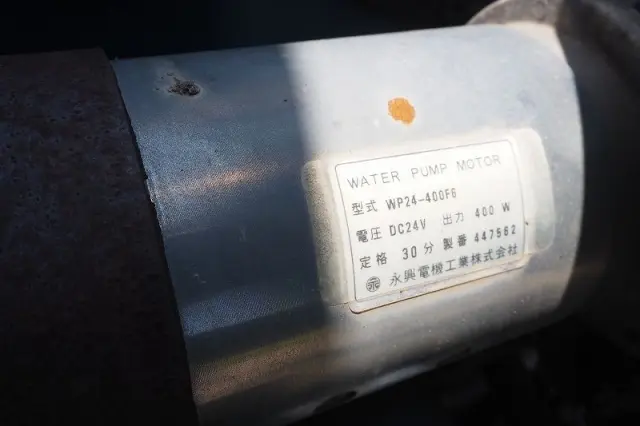 WATER PUMP MOTOR
型式 WP24-400F6
電圧 DC24V 出力 400 W
定格 30分 製番 447562
永興電機工業株式会社